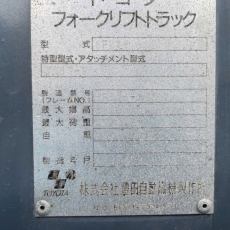 フォークリフトトラック
型式
特型型式・アタッチメント型式
製造番号
(フレームNO.)
最大揚高
最大荷重
自重
製造年月
TOYOTA 株式会社豊田自動織機製作所